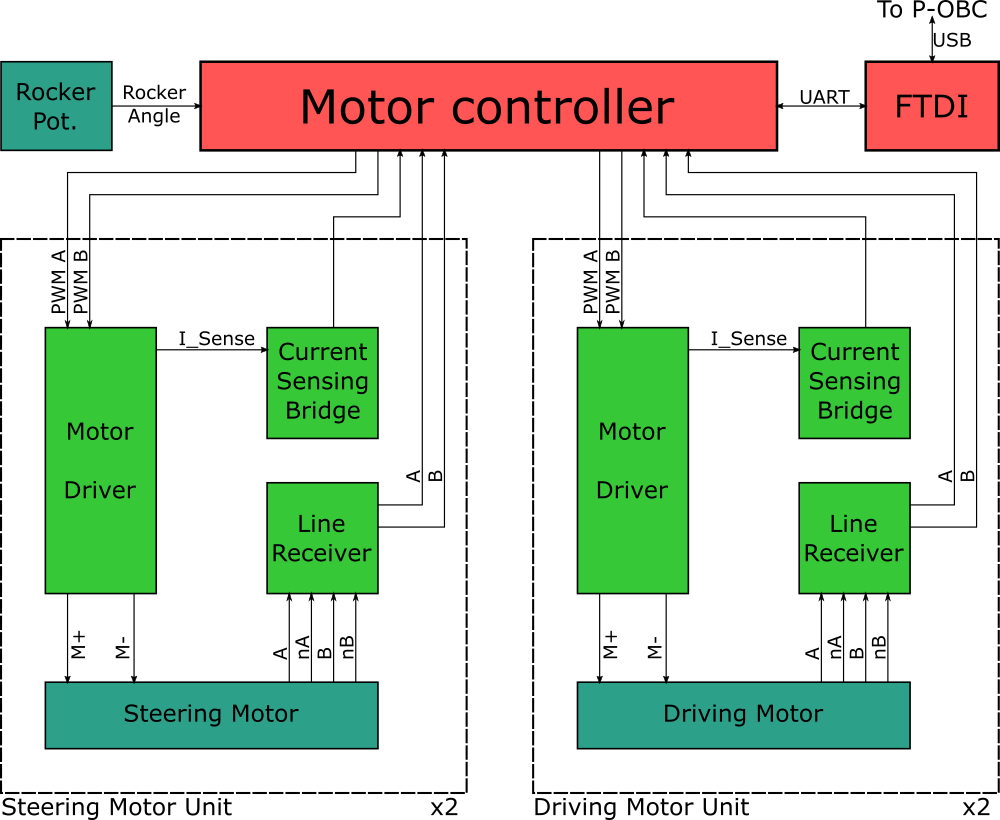 To P-OBC
USB
Rocker
Pot.
Rocker
Angle
Motor controller
UART
FTDI
PWM A
PWM B
I_Sense
Current
Sensing
Bridge
Motor
Driver
A
B
Line
Receiver
M+
M-
A
nA
B
nB
Steering Motor
Steering Motor Unit
x2
PWM A
PWM B
I_Sense
Current
Sensing
Bridge
Motor
Driver
A
B
Line
Receiver
M+
M-
A
nA
B
nB
Driving Motor
Driving Motor Unit
x2